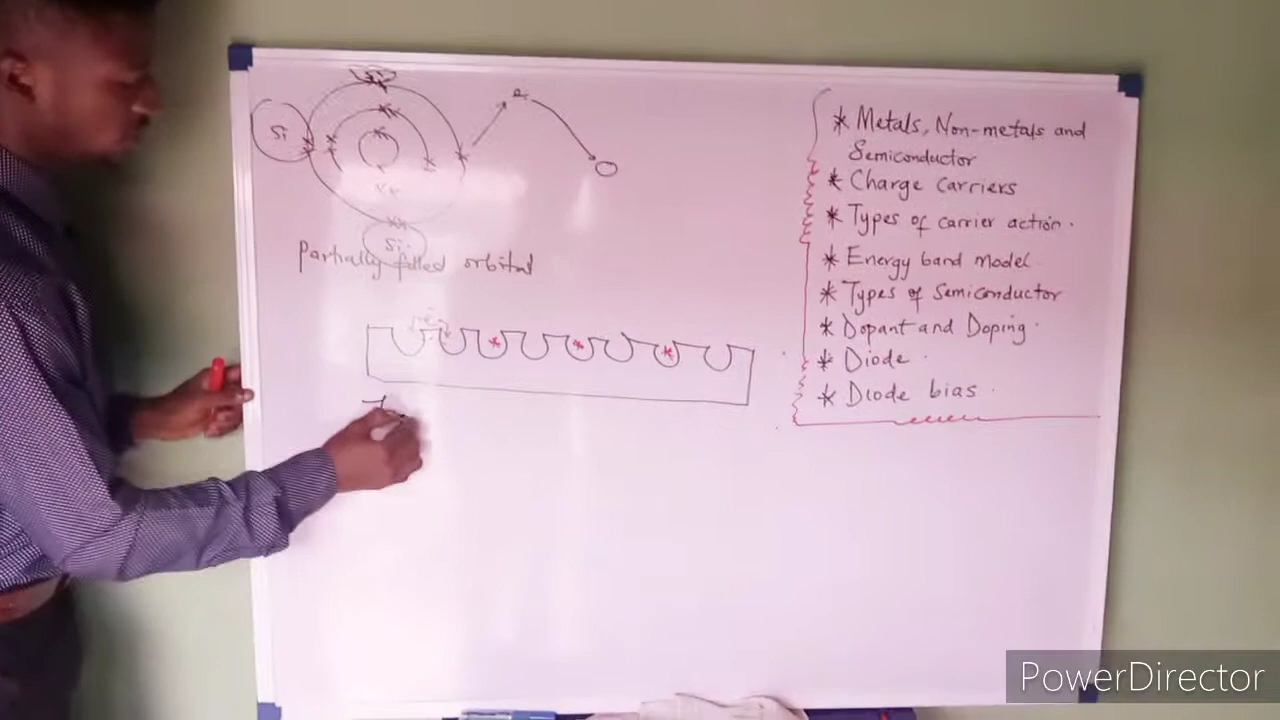 Si
Si
Partially filled orbital
* Metals, Non-metals and
Semiconductor
* Charge carriers
* Types of carrier action.
* Energy band model
* Types of Semiconductor
* Dopant and Doping.
* Diode.
* Diode bias.
PowerDirector